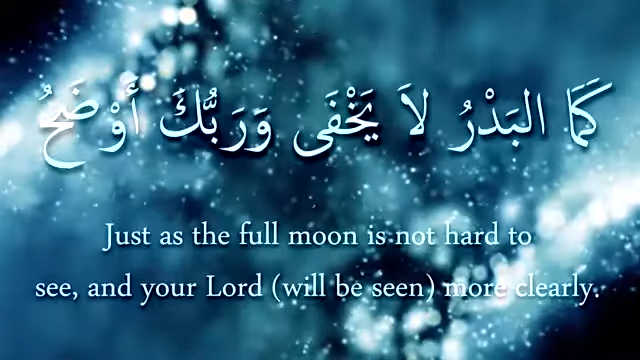 كَمَا البَدْرُ لاَ يَخْفَى وَرَبُّكَ أَوْضَحُ
Just as the full moon is not hard to
see, and your Lord (will be seen) more clearly.